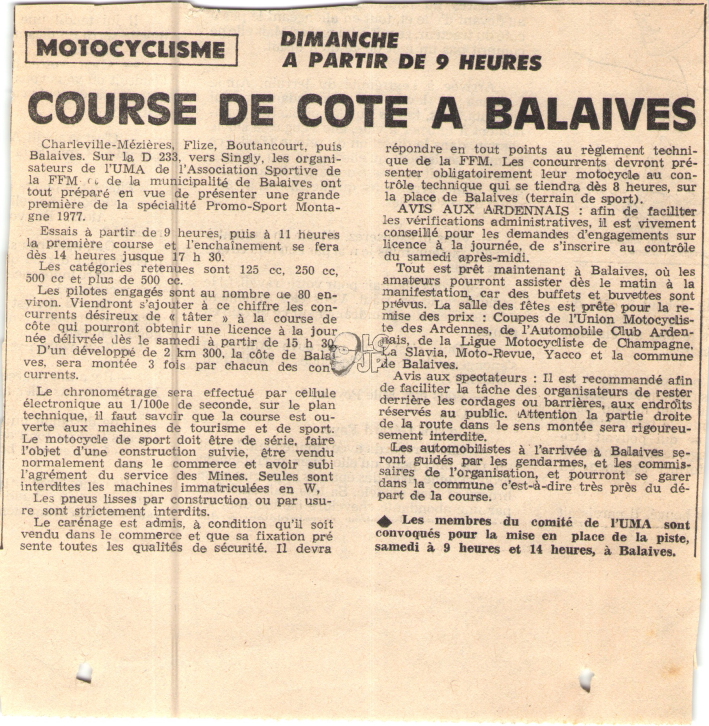 MOTOCYCLISME
DIMANCHE
A PARTIR DE 9 HEURES
COURSE DE COTE A BALAIVES
Charleville-Mézières, Flize, Boutancourt, puis
Balaives. Sur la D 233, vers Singly, les organi-
sateurs de l'UMA de l'Association Sportive de
la FFM de la municipalité de Balaives ont
tout préparé en vue de présenter une grande
première de la spécialité Promo-Sport Monta-
gne 1977.
Essais à partir de 9 heures, puis à 11 heures
la première course et l'enchaînement se fera
dès 14 heures jusque 17 h 30.
Les catégories retenues sont 125 cc, 250 cc,
500 cc et plus de 500 cc.
Les pilotes engagés sont au nombre de 80 en-
viron. Viendront s'ajouter à ce chiffre les con-
currents désireux de « tâter » à la course de
côte qui pourront obtenir une licence à la jour
née délivrée dès le samedi à partir de 15 h 30.
D'un développé de 2 km 300, la côte de Balai
ves, sera montée 3 fois par chacun des con
currents.
Le chronométrage sera effectué par cellule
électronique au 1/100e de seconde, sur le plan
technique, il faut savoir que la course est ou-
verte aux machines de tourisme et de sport.
Le motocycle de sport doit être de série, faire
l'objet d'une construction suivie, être vendu
normalement dans le commerce et avoir subi
l'agrément du service des Mines. Seules sont
interdites les machines immatriculées en W,
Les pneus lisses par construction ou par usu-
re sont strictement interdits.
Le carénage est admis, à condition qu'il soit
vendu dans le commerce et que sa fixation pré
sente toutes les qualités de sécurité. Il devra
répondre en tout points au règlement techni-
que de la FFM. Les concurrents devront pré-
senter obligatoirement leur motocycle au con-
trôle technique qui se tiendra dès 8 heures, sur
la place de Balaives (terrain de sport).
AVIS AUX ARDENNAIS : afin de faciliter
les vérifications administratives, il est vivement
conseillé pour les demandes d'engagements sur
licence à la journée, de s'inscrire au contrôle
du samedi après-midi.
Tout est prêt maintenant à Balaives, où les
amateurs pourront assister dès le matin à la
manifestation, car des buffets et buvettes sont
prévus. La salle des fêtes est prête pour la re-
mise des prix : Coupes de l'Union Motocyclis-
te des Ardennes, de l'Automobile Club Arden-
nais, de la Ligue Motocycliste de Champagne,
La Slavia, Moto-Revue, Yacco et la commune
de Balaives.
Avis aux spectateurs : Il est recommandé afin
de faciliter la tâche des organisateurs de rester
derrière les cordages ou barrières, aux endroits
réservés au public. Attention la partie droite
de la route dans le sens montée sera rigoureu-
sement interdite.
Les automobilistes à l'arrivée à Balaives se-
ront guidés par les gendarmes, et les commis-
saires de l'organisation, et pourront se garer
dans la commune c'est-à-dire très près du dé-
part de la course.
◆ Les membres du comité de l'UMA sont
convoqués pour la mise en place de la piste,
samedi à 9 heures et 14 heures, à Balaives.